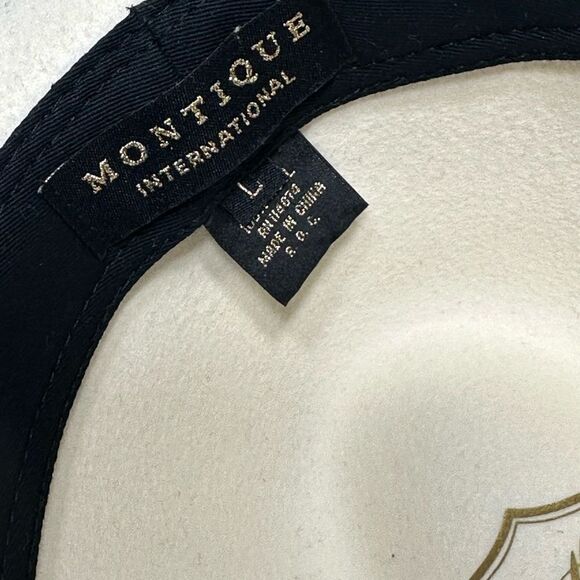 MONTIQUE
INTERNATIONAL
L
MADE IN CHINA
R. O. C.